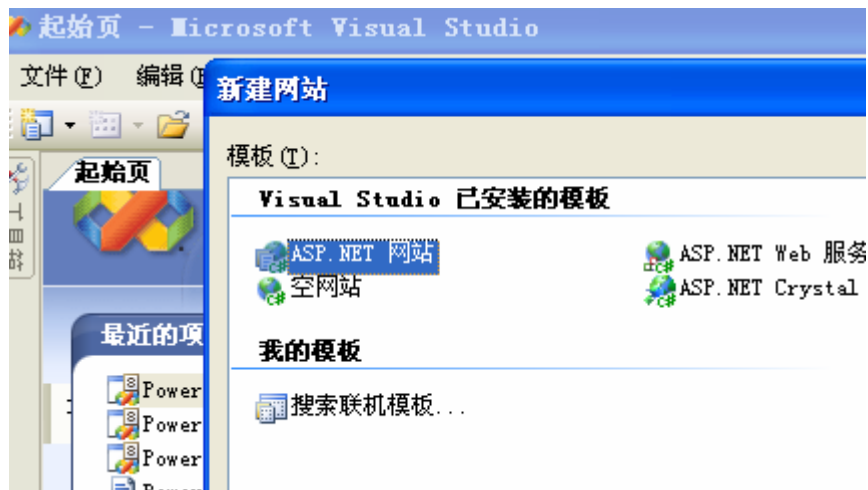 起始页 - Microsoft Visual Studio
文件(F) 编辑(E
新建网站
模板(T):
起始页
工具箱
Visual Studio 已安装的模板
ASP.NET 网站
ASP.NET Web 服务
空网站
ASP.NET Crystal
我的模板
搜索联机模板...
最近的项
Power
Power
Power